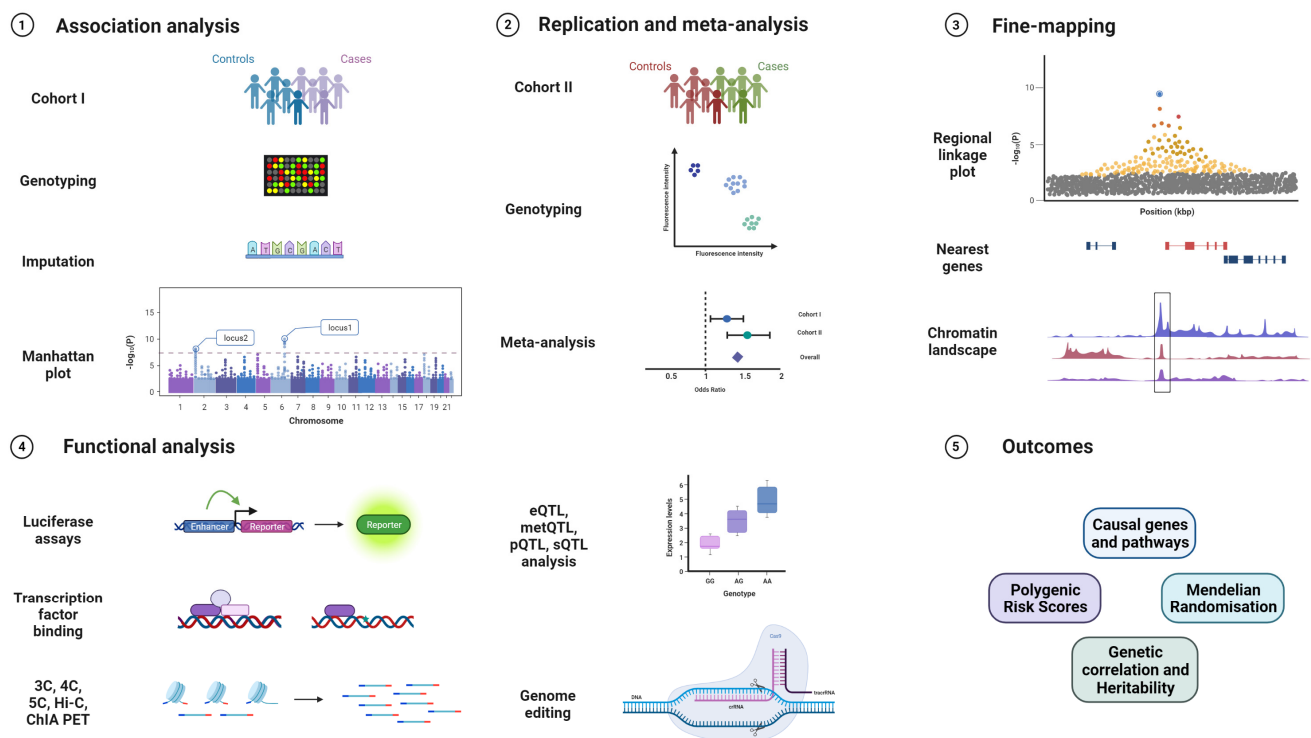 1 Association analysis
Controls Cases
Cohort I
Genotyping
Imputation
A T G C G A C T
Manhattan
plot
-log₁₀(P)
15
10
5
0
locus2
locus1
1 2 3 4 5 6 7 8 9 10 11 12 13 15 17 19 21
Chromosome
2 Replication and meta-analysis
Controls Cases
Cohort II
Genotyping
Fluorescence intensity
Fluorescence intensity
Meta-analysis
Cohort I
Cohort II
Overall
0.5 1 1.5 2
Odds Ratio
3 Fine-mapping
Regional
linkage
plot
-log₁₀(P)
10
5
0
Position (kbp)
Nearest
genes
Chromatin
landscape
4 Functional analysis
Luciferase
assays
Enhancer
Reporter
Reporter
Transcription
factor
binding
3C, 4C,
5C, Hi-C,
ChIA PET
eQTL,
metQTL,
pQTL, sQTL
analysis
Expression levels
6
5
4
3
2
1
0
GG AG AA
Genotype
Genome
editing
Cas9
DNA
crRNA
tracrRNA
5 Outcomes
Causal genes
and pathways
Polygenic
Risk Scores
Mendelian
Randomisation
Genetic
correlation and
Heritability